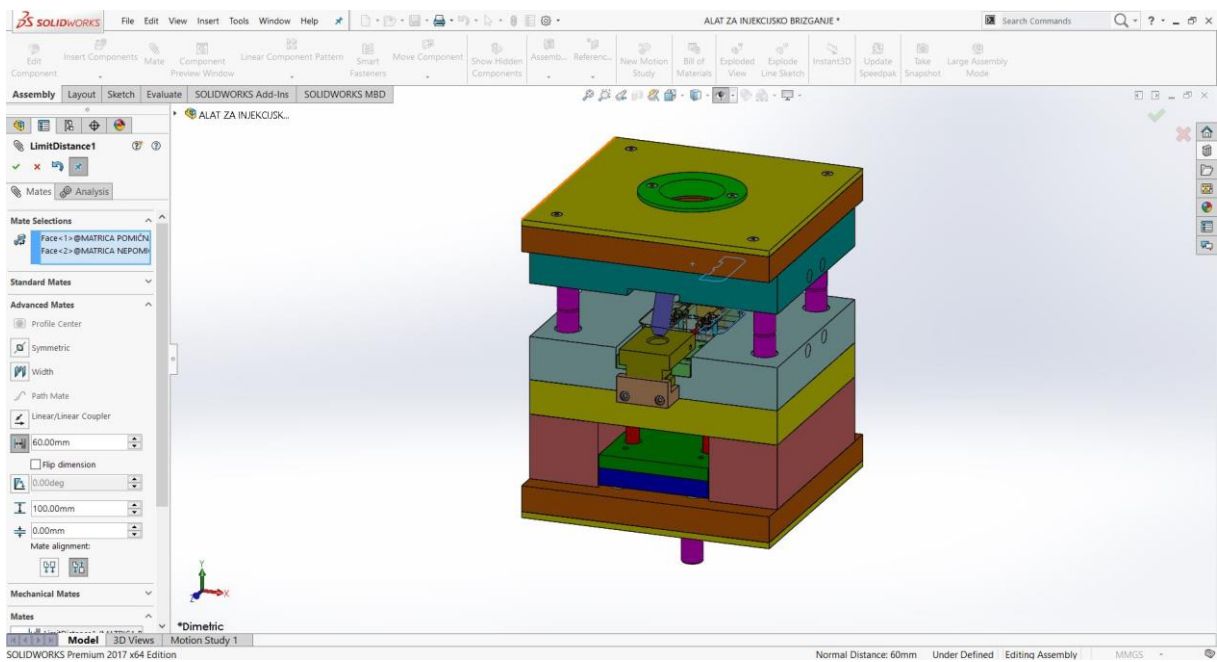 SOLIDWORKS File Edit View Insert Tools Window Help ALAT ZA INJEKCIJSKO BRIZGANJE * Search Commands
Edit Component Insert Components Mate Component Preview Window Linear Component Pattern Smart Fasteners Move Component Show Hidden Components Assemb... Referenc... New Motion Study Bill of Materials Exploded View Explode Line Sketch Instant3D Update Speedpak Take Snapshot Large Assembly Mode
Assembly Layout Sketch Evaluate SOLIDWORKS Add-Ins SOLIDWORKS MBD
ALAT ZA INJEKCIJSK...
LimitDistance1
Mates Analysis
Mate Selections
Face<1>@MATRICA POMIČN
Face<2>@MATRICA NEPOMI
Standard Mates
Advanced Mates
Profile Center
Symmetric
Width
Path Mate
Linear/Linear Coupler
60.00mm
Flip dimension
0.00deg
100.00mm
0.00mm
Mate alignment:
Mechanical Mates
Mates
Y
X
Z
*Dimetric
Model 3D Views Motion Study 1
SOLIDWORKS Premium 2017 x64 Edition Normal Distance: 60mm Under Defined Editing Assembly MMGS